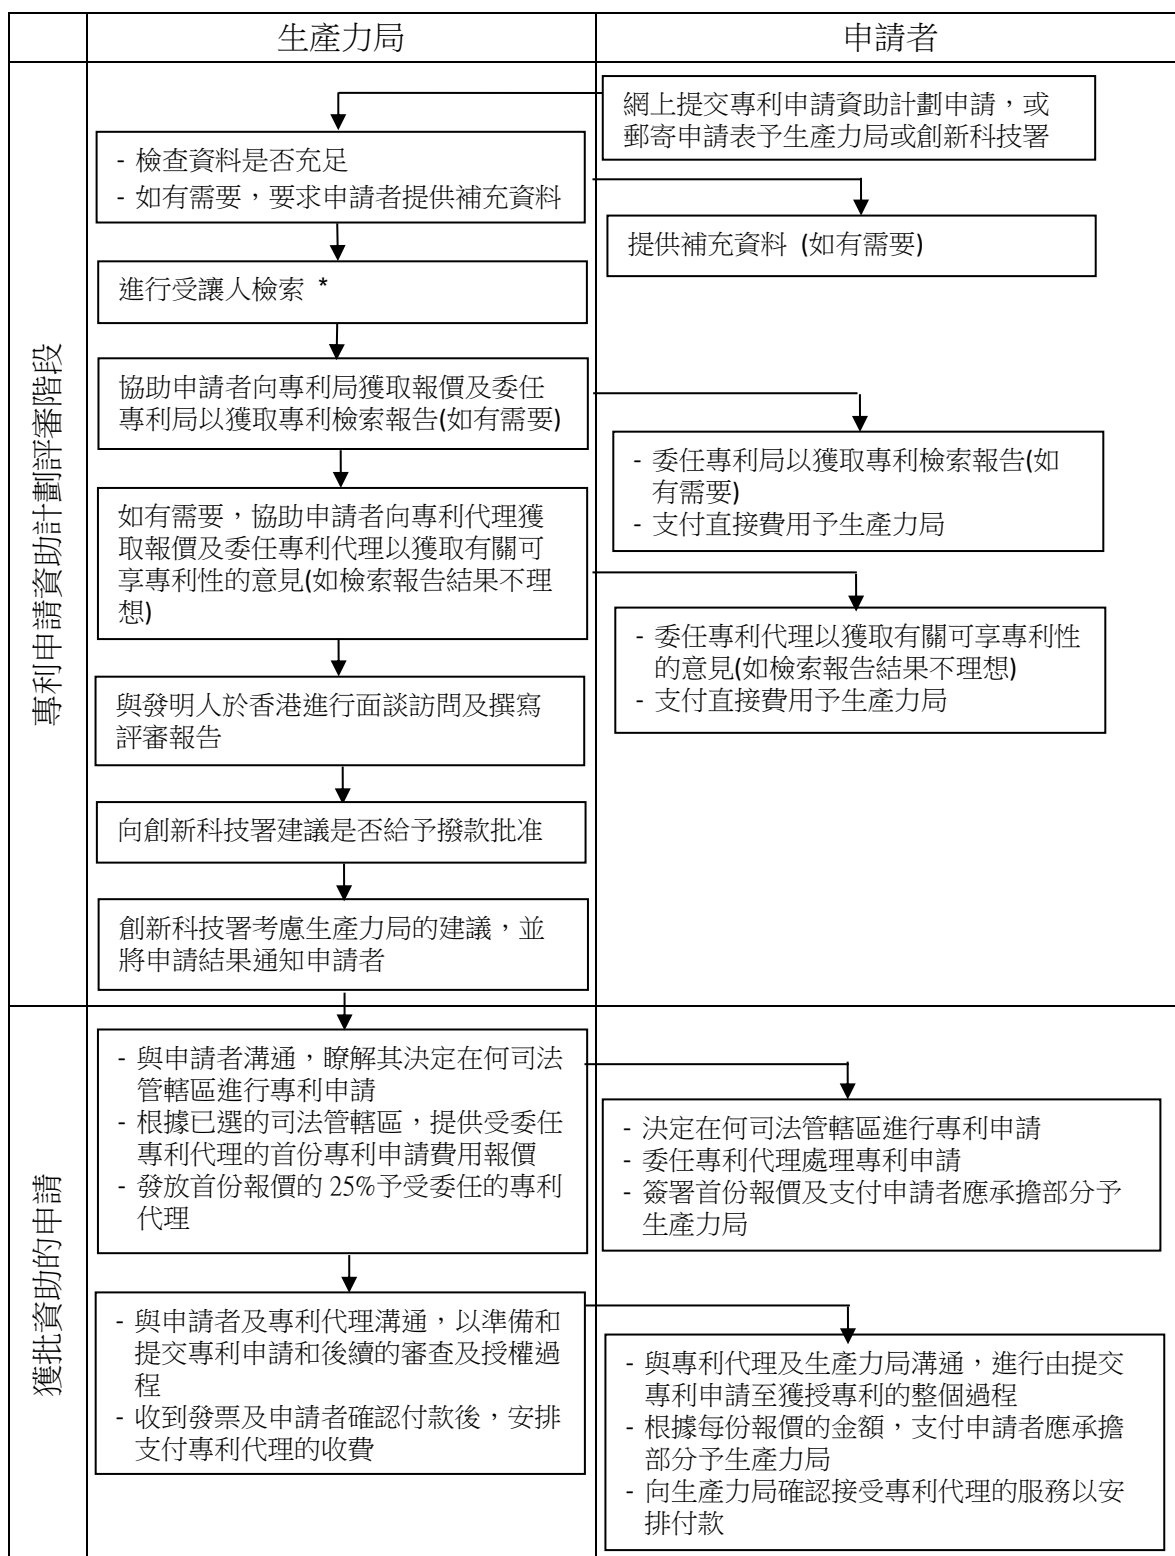 生產力局
申請者
專利申請資助計劃評審階段
網上提交專利申請資助計劃申請，或
郵寄申請表予生產力局或創新科技署
- 檢查資料是否充足
- 如有需要，要求申請者提供補充資料
提供補充資料 (如有需要)
進行受讓人檢索 *
協助申請者向專利局獲取報價及委任
專利局以獲取專利檢索報告(如有需要)
- 委任專利局以獲取專利檢索報告(如
有需要)
- 支付直接費用予生產力局
如有需要，協助申請者向專利代理獲
取報價及委任專利代理以獲取有關可
享專利性的意見(如檢索報告結果不理
想)
- 委任專利代理以獲取有關可享專利性
的意見(如檢索報告結果不理想)
- 支付直接費用予生產力局
與發明人於香港進行面談訪問及撰寫
評審報告
向創新科技署建議是否給予撥款批准
創新科技署考慮生產力局的建議，並
將申請結果通知申請者
獲批資助的申請
- 與申請者溝通，瞭解其決定在何司法
管轄區進行專利申請
- 根據已選的司法管轄區，提供受委任
專利代理的首份專利申請費用報價
- 發放首份報價的 25%予受委任的專利
代理
- 決定在何司法管轄區進行專利申請
- 委任專利代理處理專利申請
- 簽署首份報價及支付申請者應承擔部分予
生產力局
- 與申請者及專利代理溝通，以準備和
提交專利申請和後續的審查及授權過
程
- 收到發票及申請者確認付款後，安排
支付專利代理的收費
- 與專利代理及生產力局溝通，進行由提交
專利申請至獲授專利的整個過程
- 根據每份報價的金額，支付申請者應承擔
部分予生產力局
- 向生產力局確認接受專利代理的服務以安
排付款